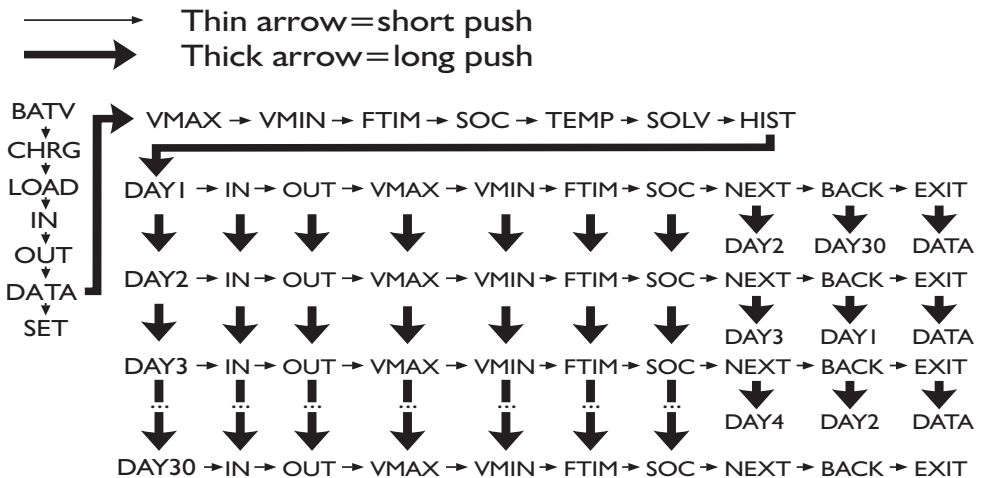 Thin arrow=short push
Thick arrow=long push
BATV
CHRG
LOAD
IN
OUT
DATA
SET
VMAX VMIN FTIM SOC TEMP SOLV HIST
DAY1 IN OUT VMAX VMIN FTIM SOC NEXT BACK EXIT
DAY2 DAY30 DATA
DAY2 IN OUT VMAX VMIN FTIM SOC NEXT BACK EXIT
DAY3 DAY1 DATA
DAY3 IN OUT VMAX VMIN FTIM SOC NEXT BACK EXIT
... ... ... ... ... ... ...
DAY4 DAY2 DATA
DAY30 IN OUT VMAX VMIN FTIM SOC NEXT BACK EXIT